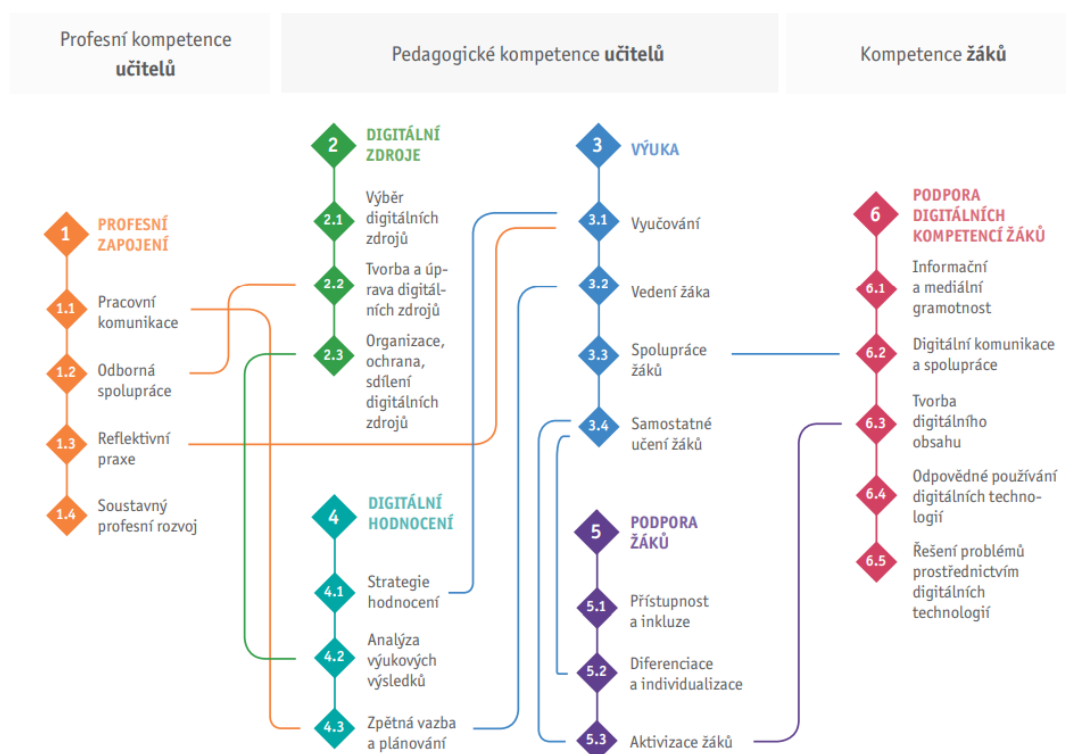 Profesní kompetence
učitelů
Pedagogické kompetence učitelů
Kompetence žáků
1
PROFESNÍ
ZAPOJENÍ
1.1
Pracovní
komunikace
1.2
Odborná
spolupráce
1.3
Reflektivní
praxe
1.4
Soustavný
profesní rozvoj
2
DIGITÁLNÍ
ZDROJE
2.1
Výběr
digitálních
zdrojů
2.2
Tvorba a úp-
rava digitál-
ních zdrojů
2.3
Organizace,
ochrana,
sdílení
digitálních
zdrojů
4
DIGITÁLNÍ
HODNOCENÍ
4.1
Strategie
hodnocení
4.2
Analýza
výukových
výsledků
4.3
Zpětná vazba
a plánování
3
VÝUKA
3.1
Vyučování
3.2
Vedení žáka
3.3
Spolupráce
žáků
3.4
Samostatné
učení žáků
5
PODPORA
ŽÁKŮ
5.1
Přístupnost
a inkluze
5.2
Diferenciace
a individualizace
5.3
Aktivizace žáků
6
PODPORA
DIGITÁLNÍCH
KOMPETENCÍ ŽÁKŮ
6.1
Informační
a mediální
gramotnost
6.2
Digitální komunikace
a spolupráce
6.3
Tvorba
digitálního
obsahu
6.4
Odpovědné používání
digitálních techno-
logií
6.5
Řešení problémů
prostřednictvím
digitálních
technologií